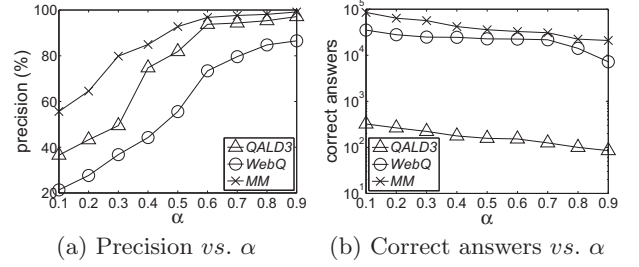 precision (%)
100
80
60
40
20
0.1 0.2 0.3 0.4 0.5 0.6 0.7 0.8 0.9
α
QALD3
WebQ
MM
(a) Precision vs. α
correct answers
10^5
10^4
10^3
10^2
10^1
0.1 0.2 0.3 0.4 0.5 0.6 0.7 0.8 0.9
α
QALD3
WebQ
MM
(b) Correct answers vs. α